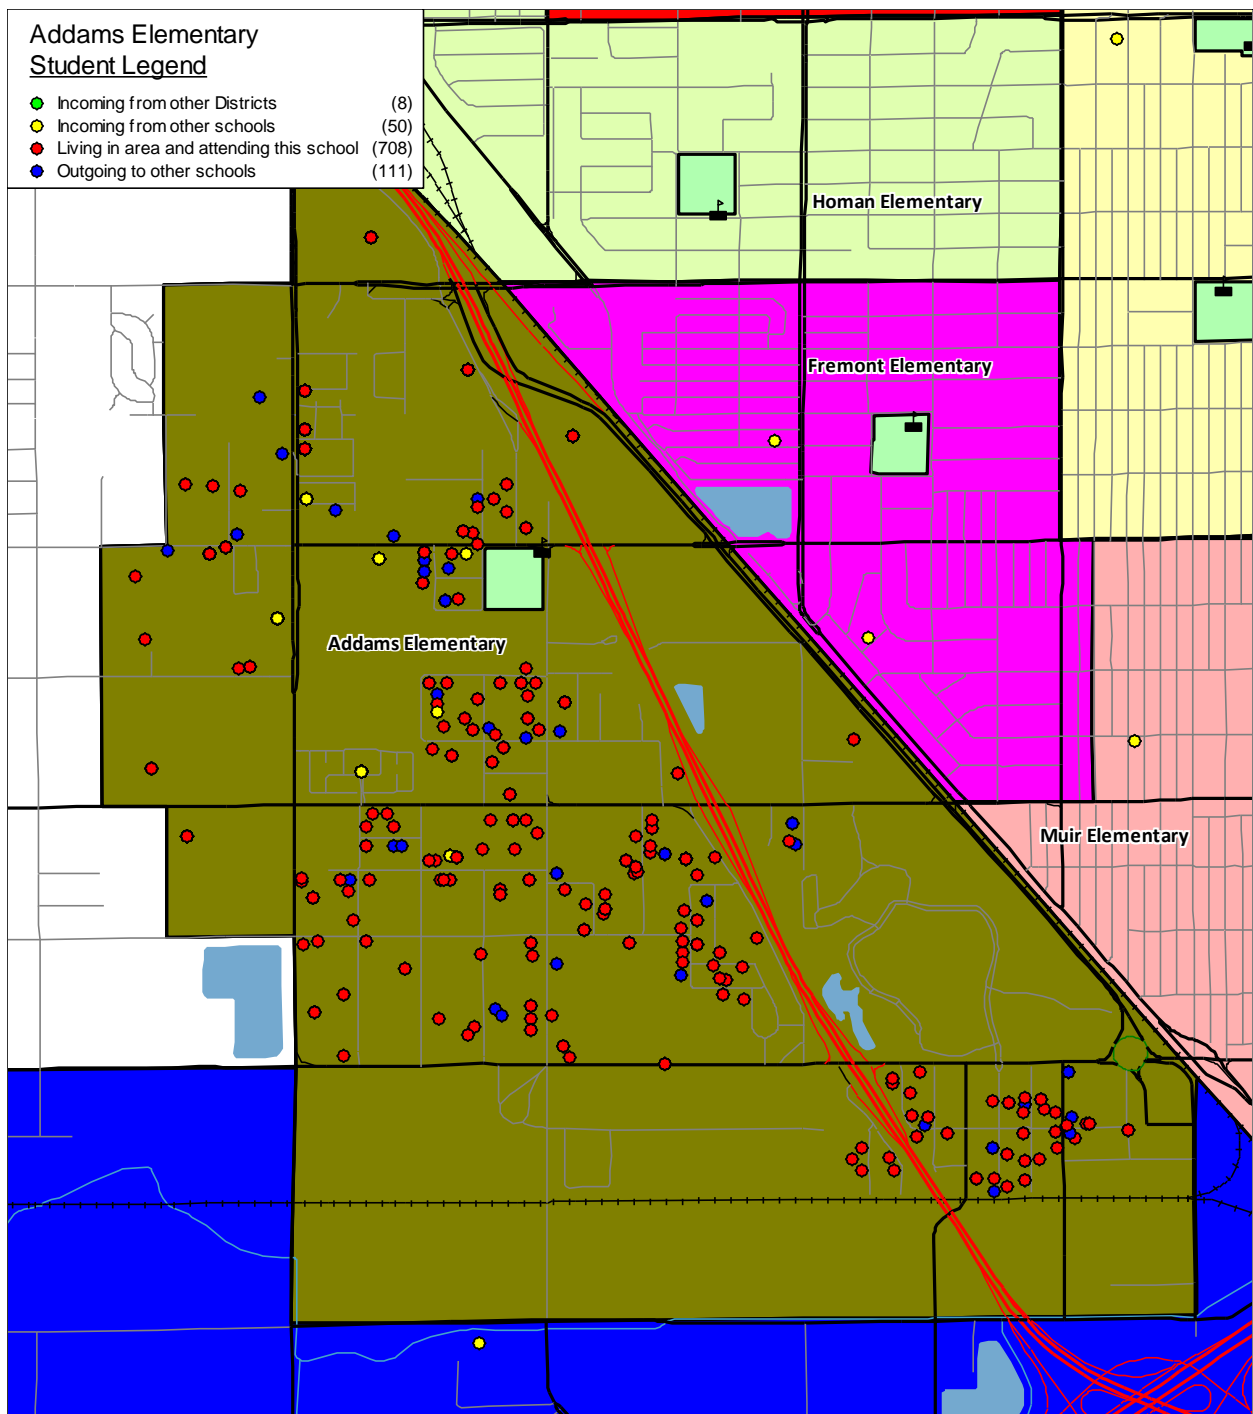 Addams Elementary
Student Legend
Incoming from other Districts (8)
Incoming from other schools (50)
Living in area and attending this school (708)
Outgoing to other schools (111)
Homan Elementary
Fremont Elementary
Addams Elementary
Muir Elementary